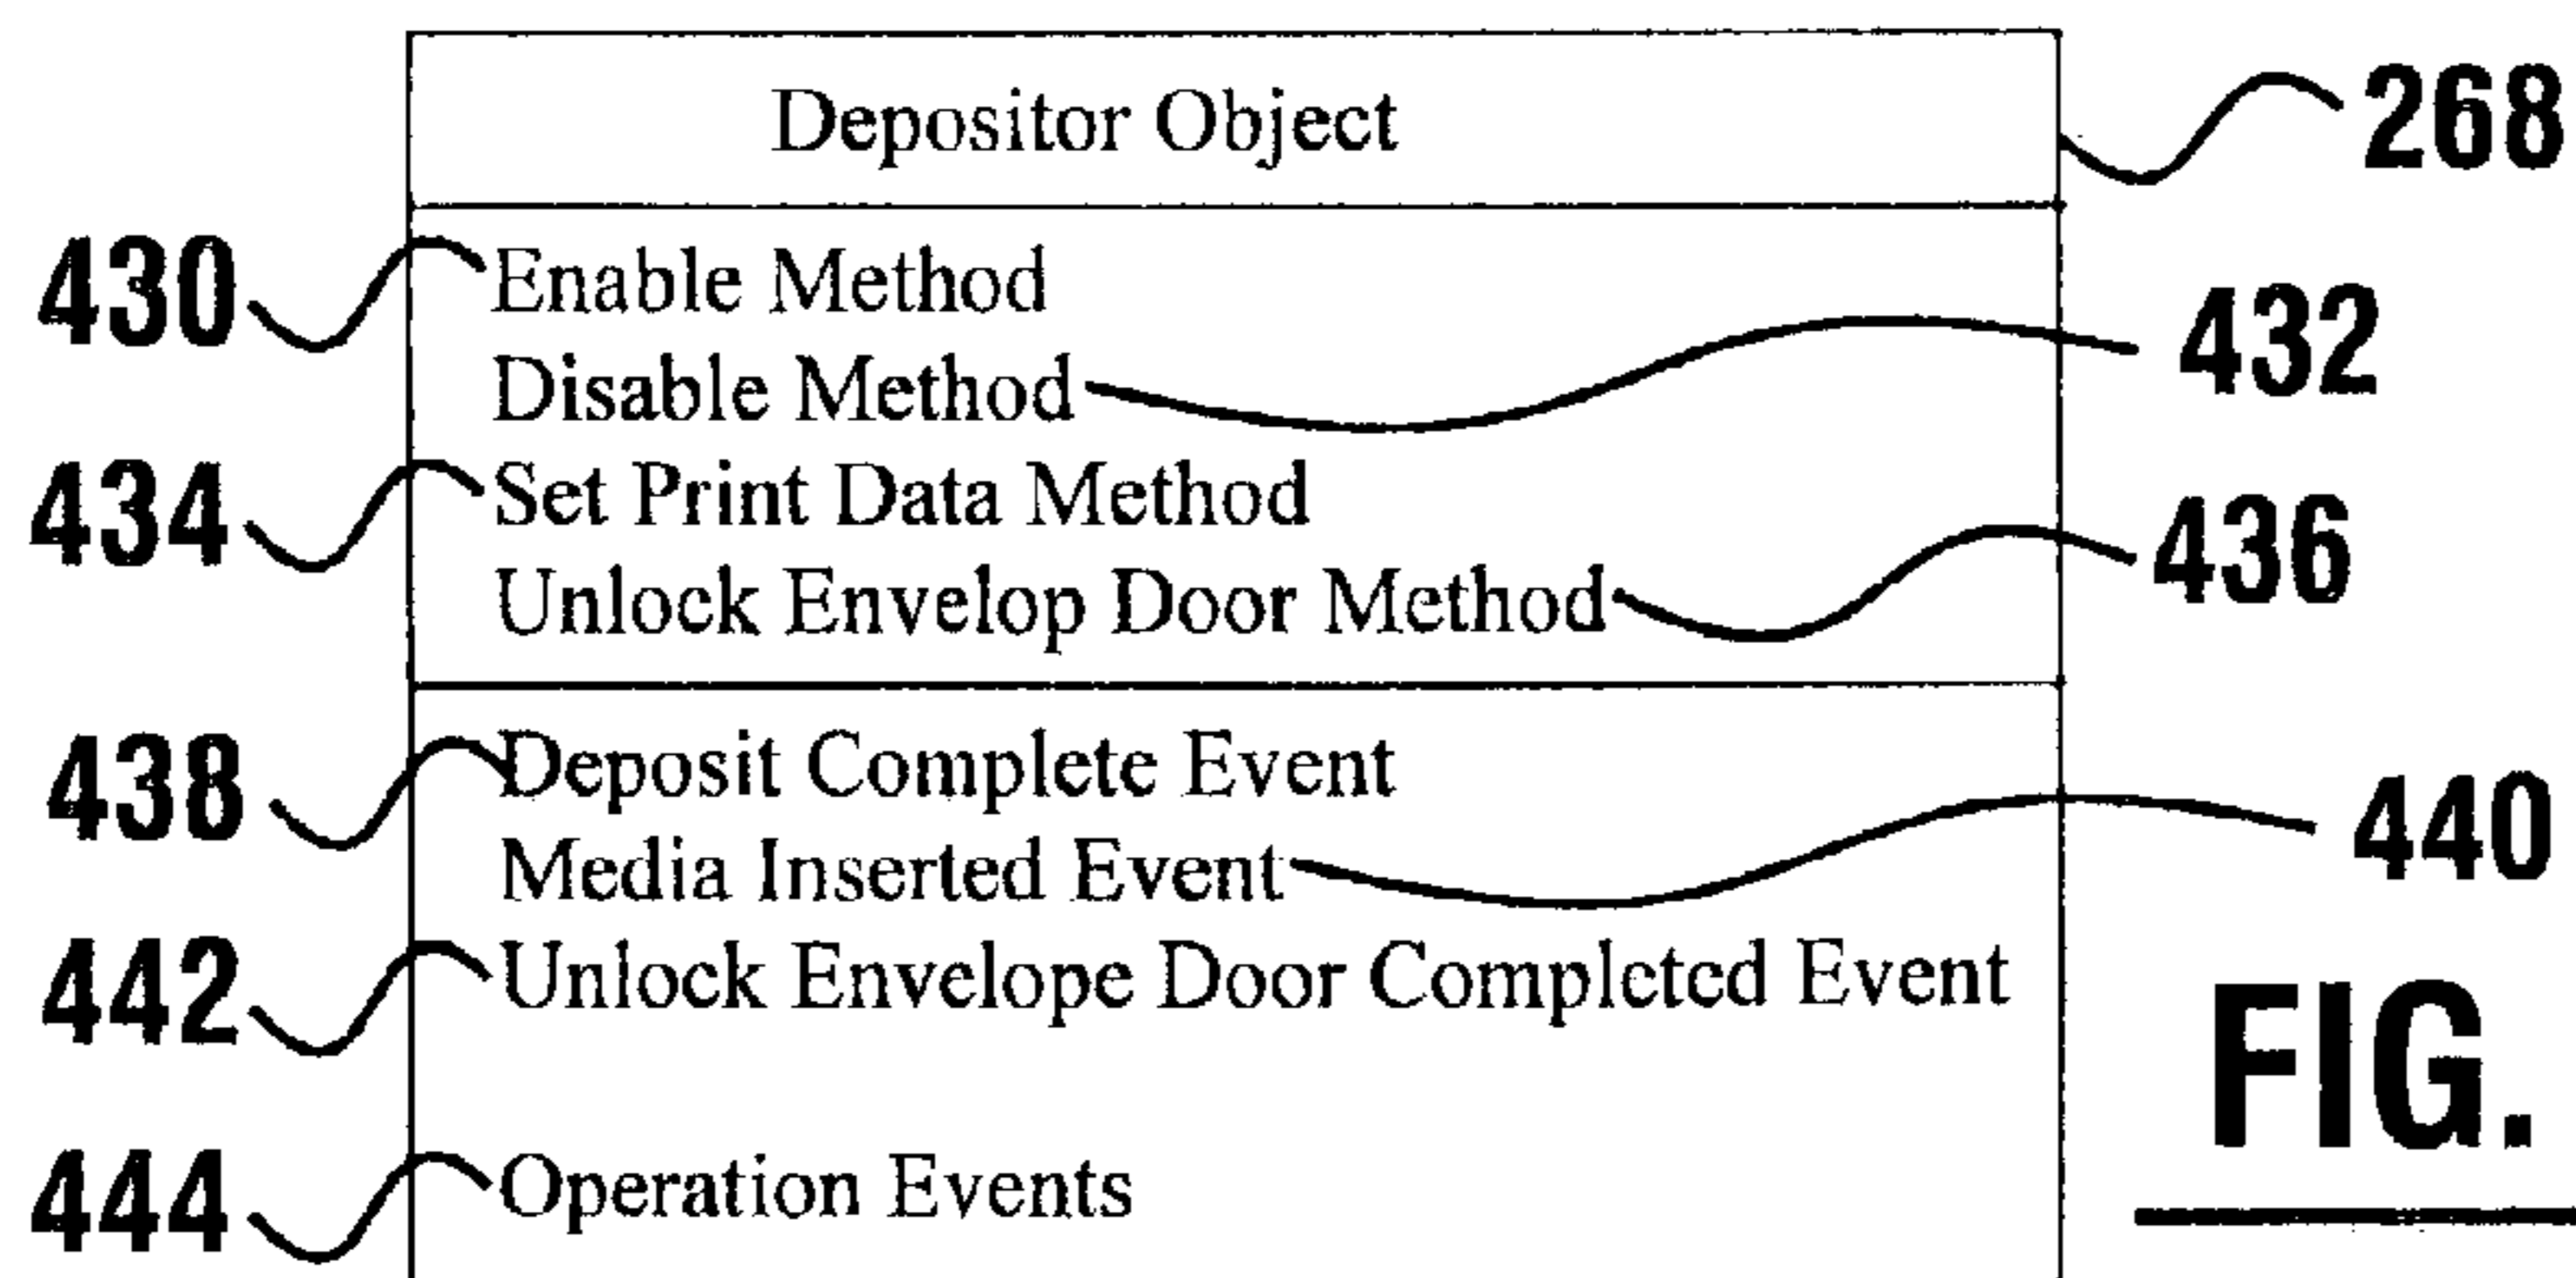 Depositor Object 268
430 Enable Method
Disable Method 432
434 Set Print Data Method
Unlock Envelop Door Method 436
438 Deposit Complete Event
Media Inserted Event 440
442 Unlock Envelope Door Completed Event
FIG.
444 Operation Events